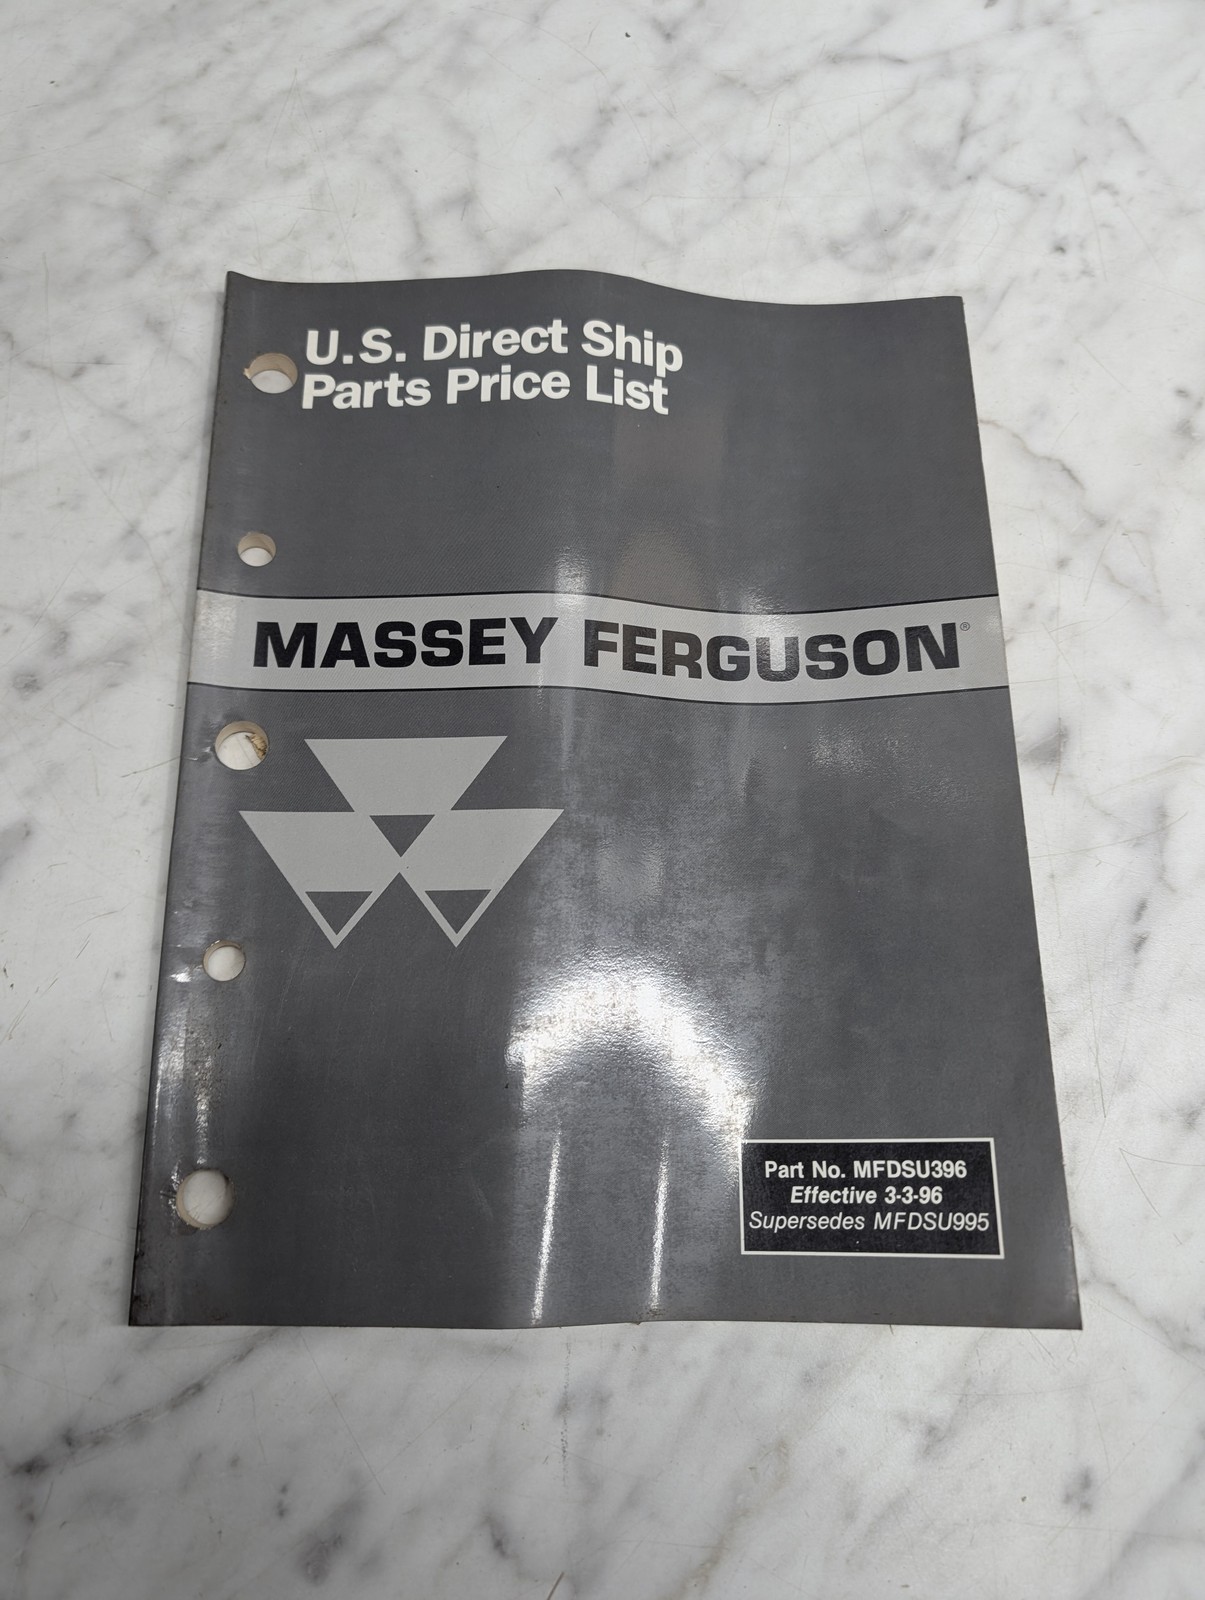 U.S. Direct Ship
Parts Price List
MASSEY FERGUSON®
Part No. MFDSU396
Effective 3-3-96
Supersedes MFDSU995